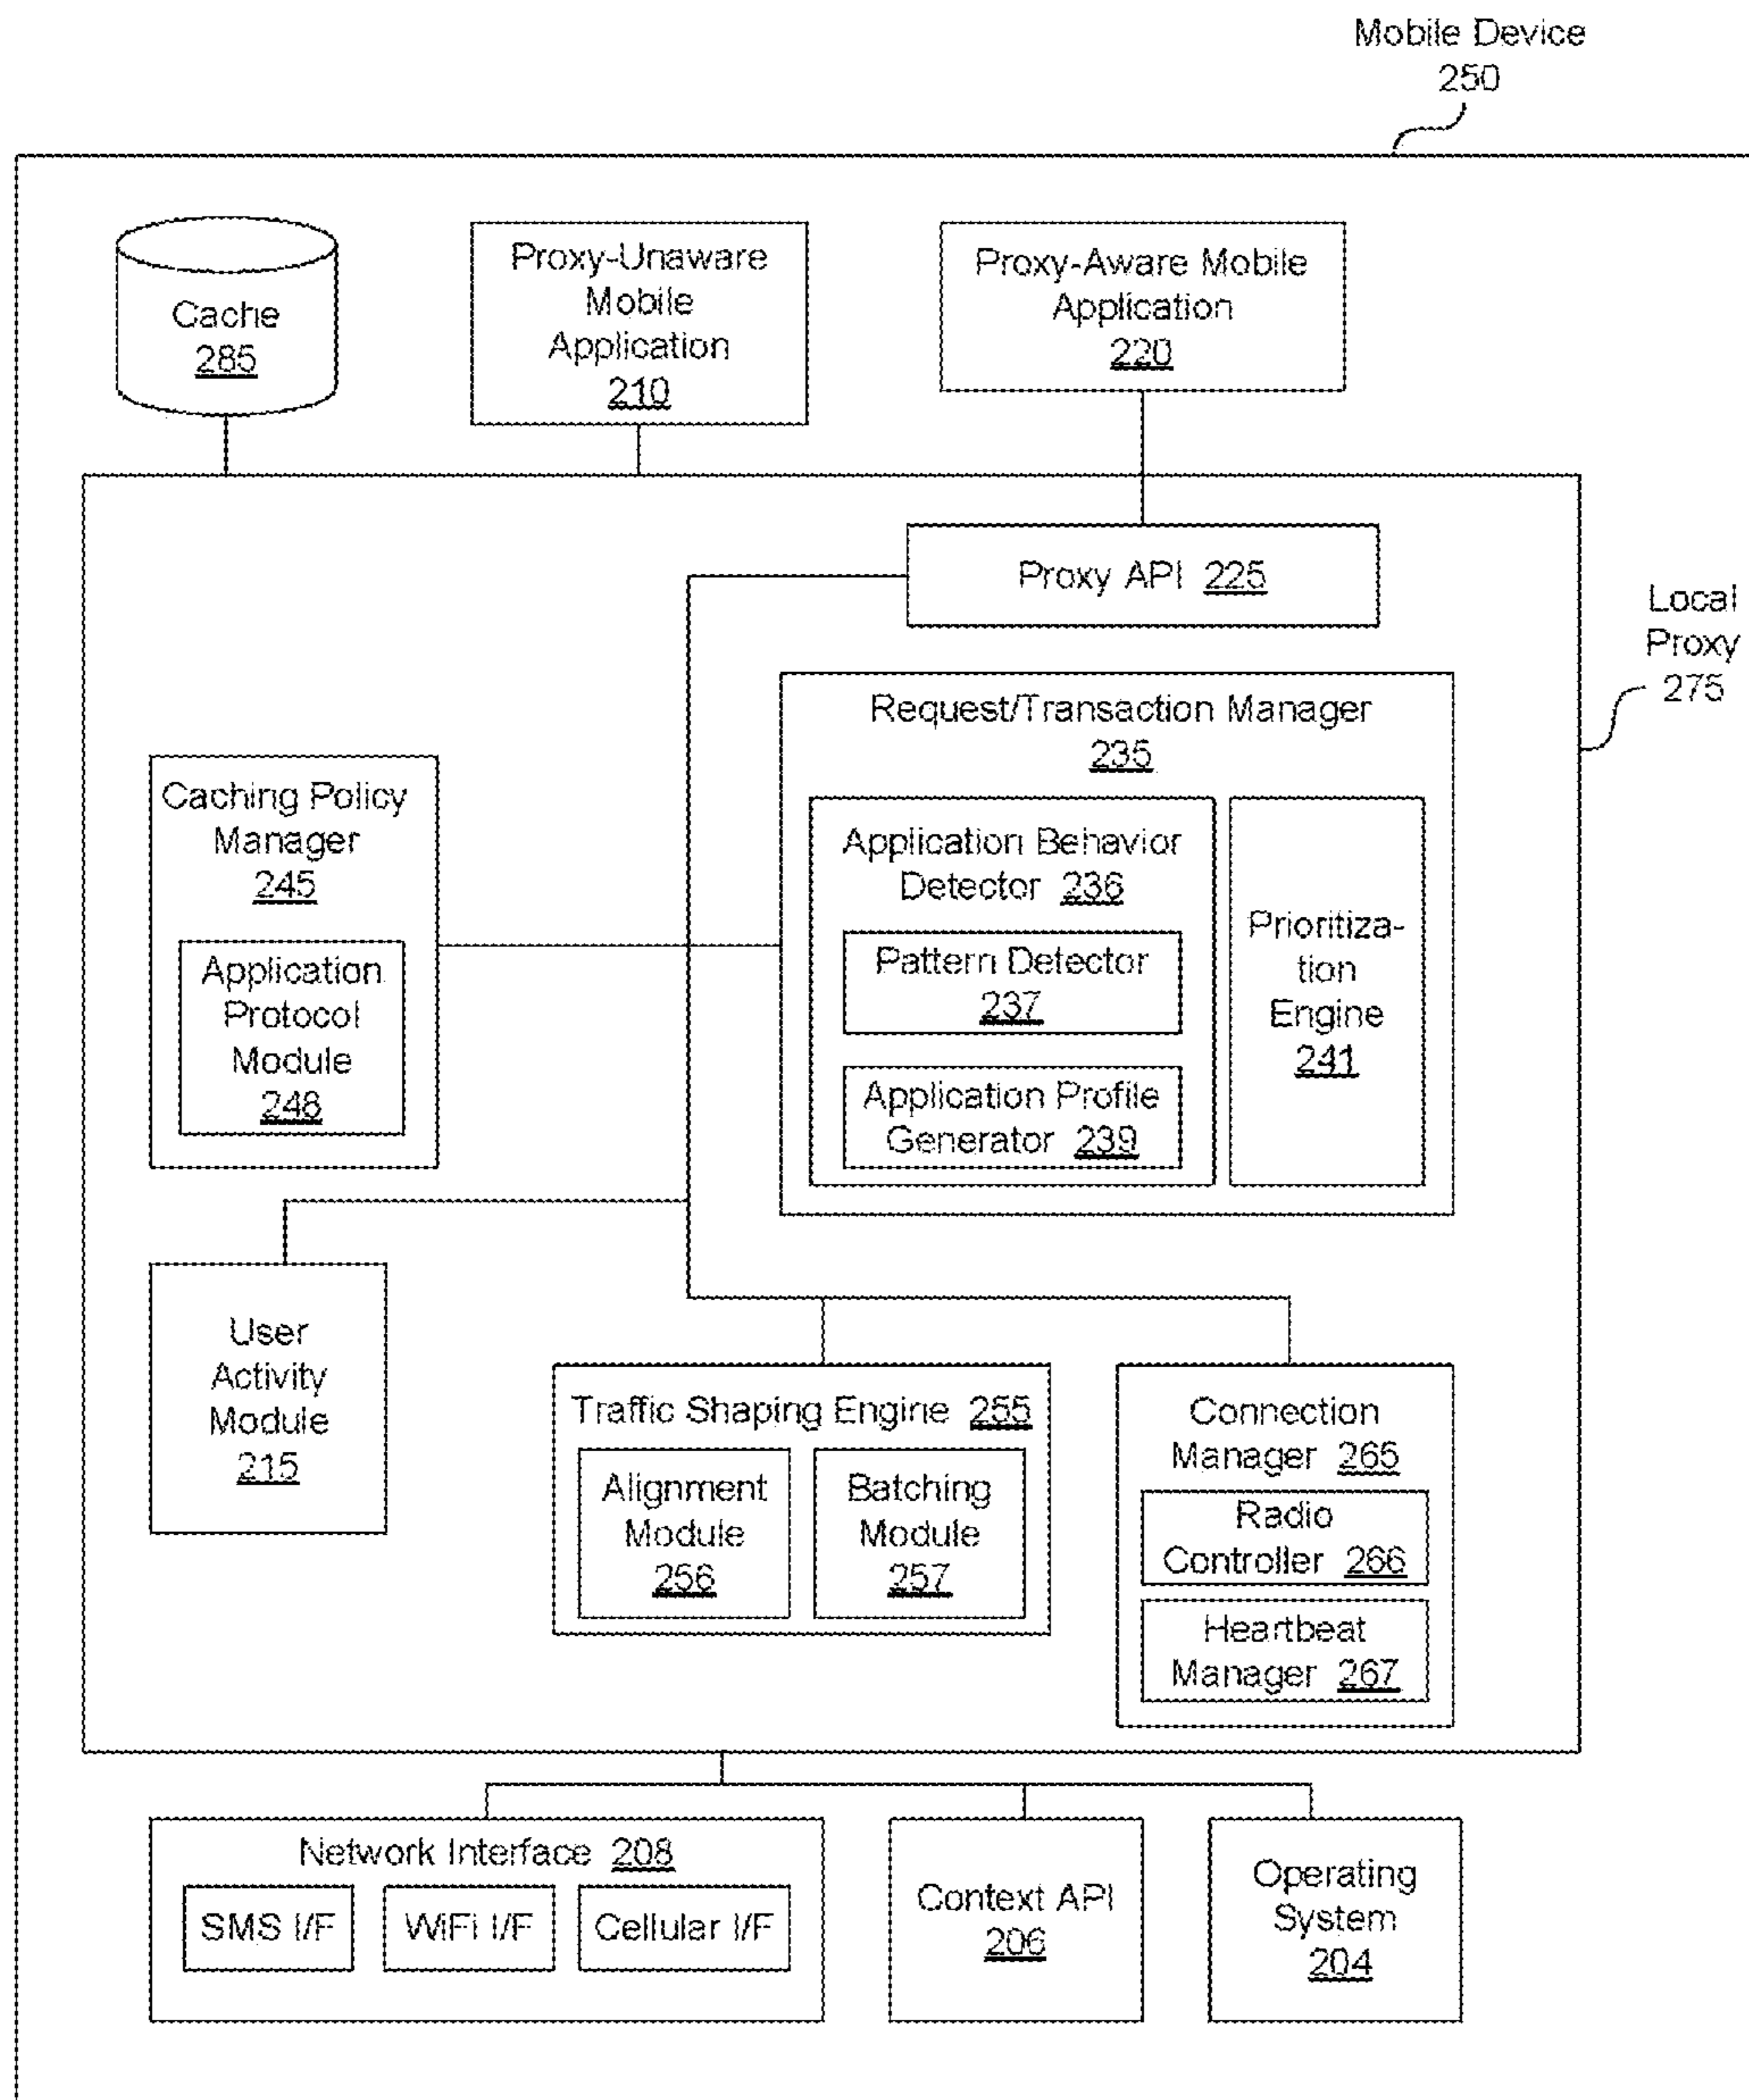 Mobile Device
250
Cache
285
Proxy-Unaware
Mobile
Application
210
Proxy-Aware Mobile
Application
220
Proxy API 225
Local
Proxy
275
Request/Transaction Manager
235
Caching Policy
Manager
245
Application
Protocol
Module
248
Application Behavior
Detector 236
Pattern Detector
237
Application Profile
Generator 239
Prioritiza-
tion
Engine
241
User
Activity
Module
215
Traffic Shaping Engine 255
Alignment
Module
256
Batching
Module
257
Connection
Manager 265
Radio
Controller 266
Heartbeat
Manager 267
Network Interface 208
SMS I/F
WiFi I/F
Cellular I/F
Context API
206
Operating
System
204